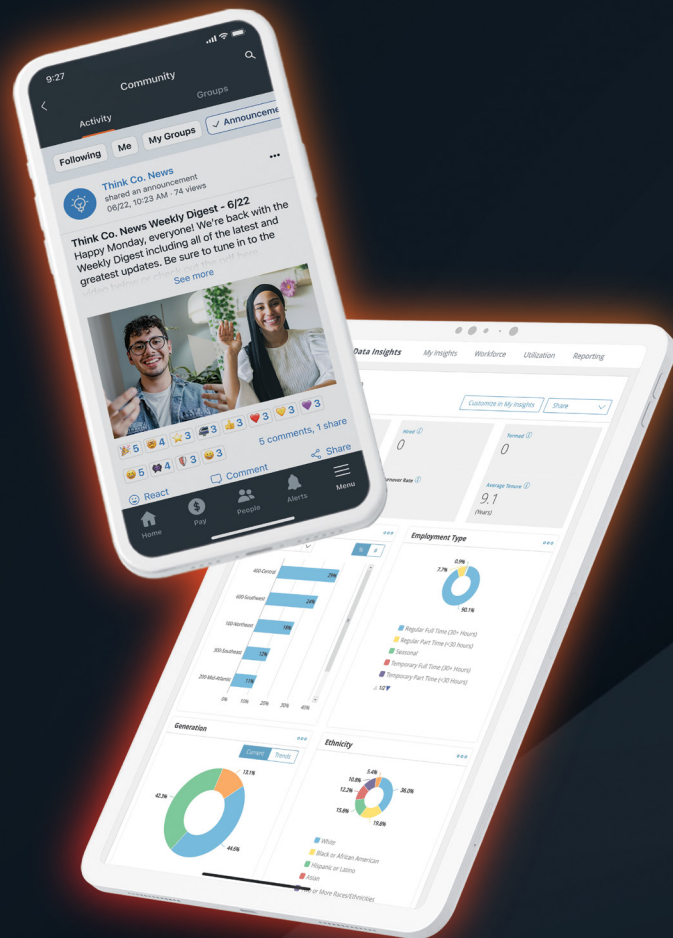 9:27
Community
Activity
Groups
Following
Me
My Groups
✓ Announceme
Think Co. News
shared an announcement
06/22, 10:23 AM · 74 views
Think Co. News Weekly Digest - 6/22
Happy Monday, everyone! We're back with the
Weekly Digest including all of the latest and
greatest updates. Be sure to tune in to the
See more
5 4 3 3 3 3 3 3
5 4 3 3
5 comments, 1 share
React
Comment
Share
Home
Pay
People
Alerts
Menu
Data Insights
My Insights
Workforce
Utilization
Reporting
Customize in My Insights
Share
Hired
0
Termed
0
rnover Rate
Average Tenure
9.1
(Years)
% #
400-Central
29%
600-Southwest
24%
100-Northeast
18%
300-Southeast
12%
200-Mid-Atlantic
11%
0% 10% 20% 30% 40%
Employment Type
0.9%
7.7%
90.1%
Regular Full Time (30+ Hours)
Regular Part Time (<30 hours)
Seasonal
Temporary Full Time (30+ Hours)
Temporary Part Time (<30 Hours)
1/2
Generation
Current
Trends
13.1%
42.3%
44.6%
Ethnicity
5.4%
10.8%
12.2%
15.8%
36.0%
19.8%
White
Black or African American
Hispanic or Latino
Asian
or More Races/Ethnicities